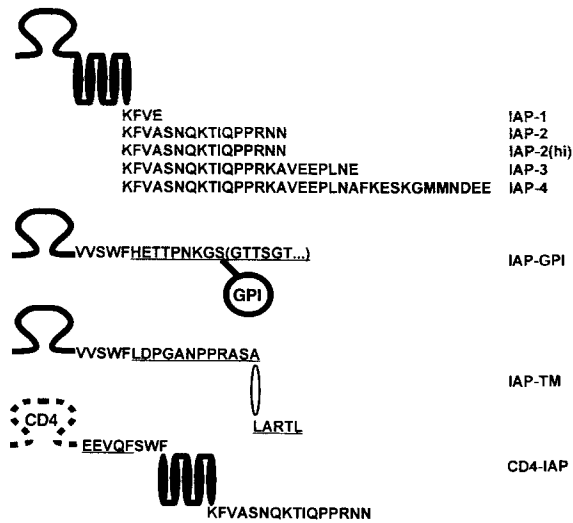 KFVE IAP-1
KFVASNQKTIQPPRNN IAP-2
KFVASNQKTIQPPRNN IAP-2(hi)
KFVASNQKTIQPPRKAVEEPLNE IAP-3
KFVASNQKTIQPPRKAVEEPLNAFKESKGMMNDEE IAP-4
VVSWFHETTPNKGS(GTTSGT...) IAP-GPI
GPI
VVSWFLDPGANPPRASA
IAP-TM
LARTL
CD4
EEVQFSWF
CD4-IAP
KFVASNQKTIQPPRNN